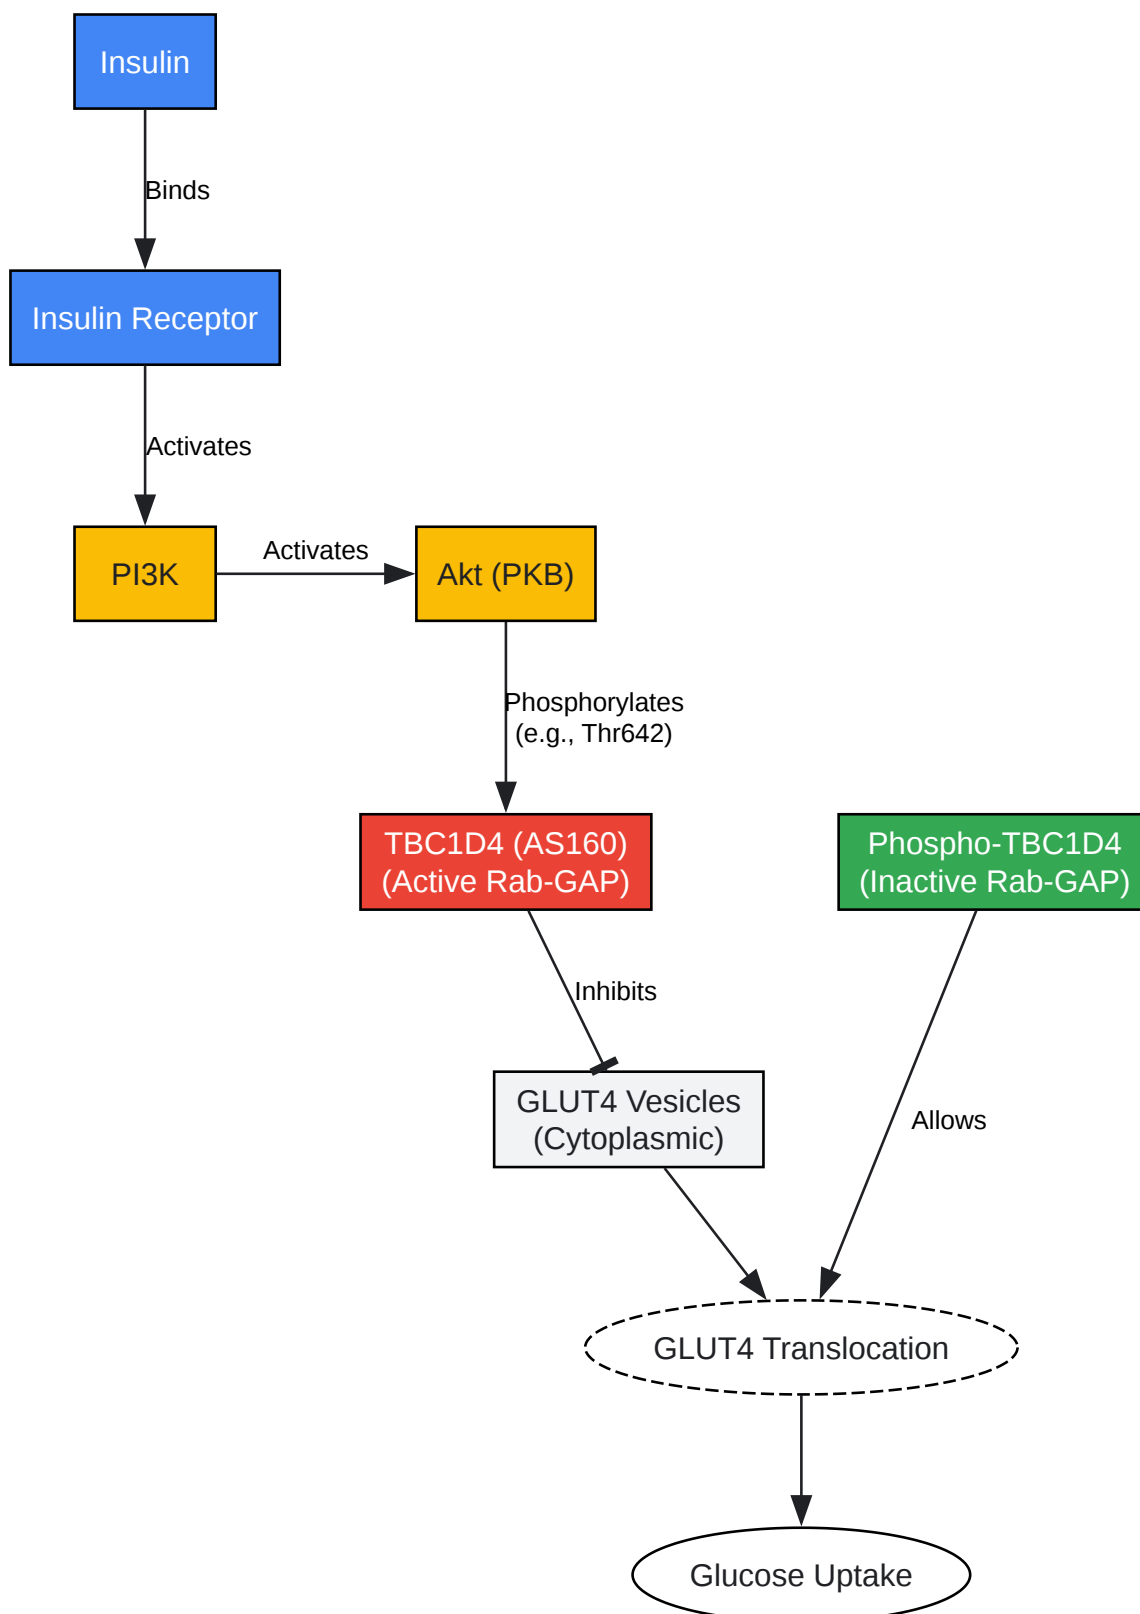 Insulin
Binds
Insulin Receptor
Activates
PI3K
Activates
Akt (PKB)
Phosphorylates
(e.g., Thr642)
TBC1D4 (AS160)
(Active Rab-GAP)
Phospho-TBC1D4
(Inactive Rab-GAP)
Inhibits
GLUT4 Vesicles
(Cytoplasmic)
Allows
GLUT4 Translocation
Glucose Uptake